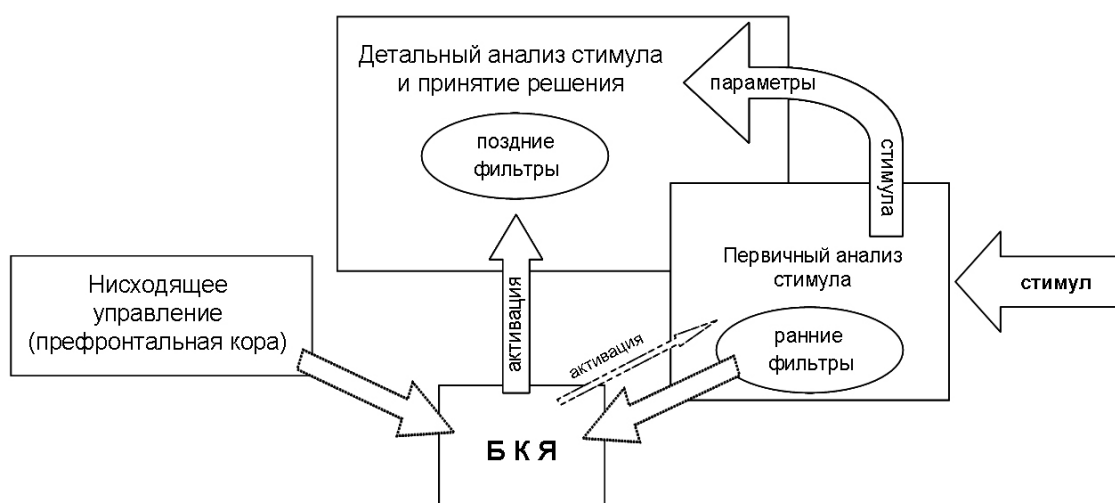 Детальный анализ стимула
и принятие решения
параметры
стимула
поздние
фильтры
Первичный анализ
стимула
стимул
Нисходящее
управление
(префронтальная кора)
активация
активация
ранние
фильтры
Б К Я